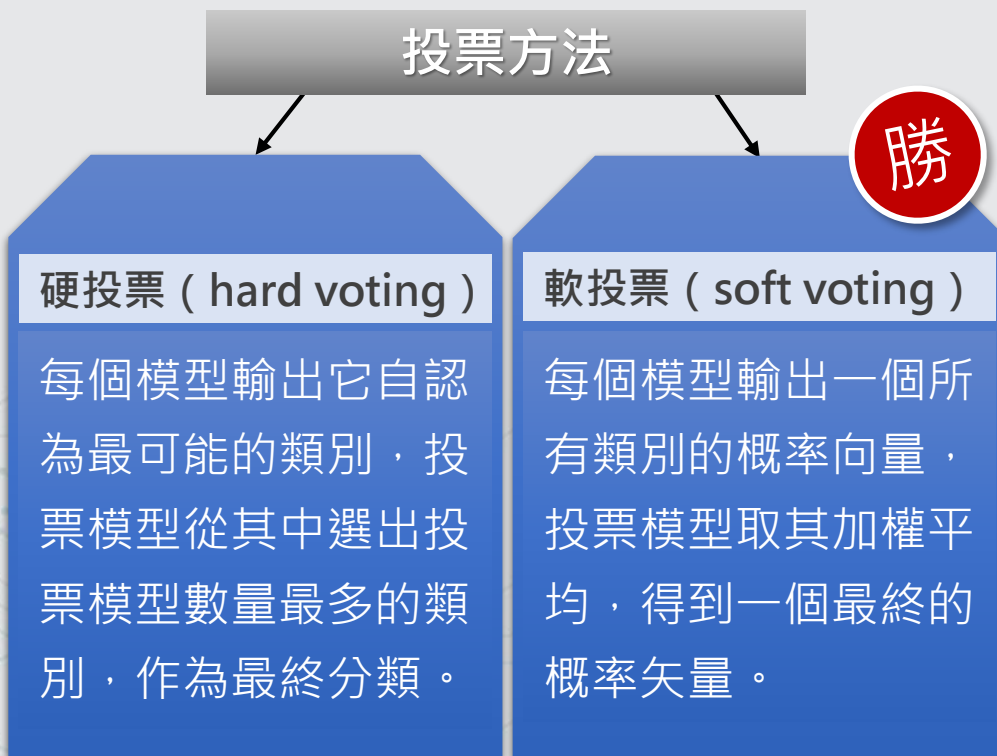 投票方法
勝
硬投票（hard voting）
每個模型輸出它自認
為最可能的類別，投
票模型從其中選出投
票模型數量最多的類
別，作為最終分類。
軟投票（soft voting）
每個模型輸出一個所
有類別的概率向量，
投票模型取其加權平
均，得到一個最終的
概率矢量。